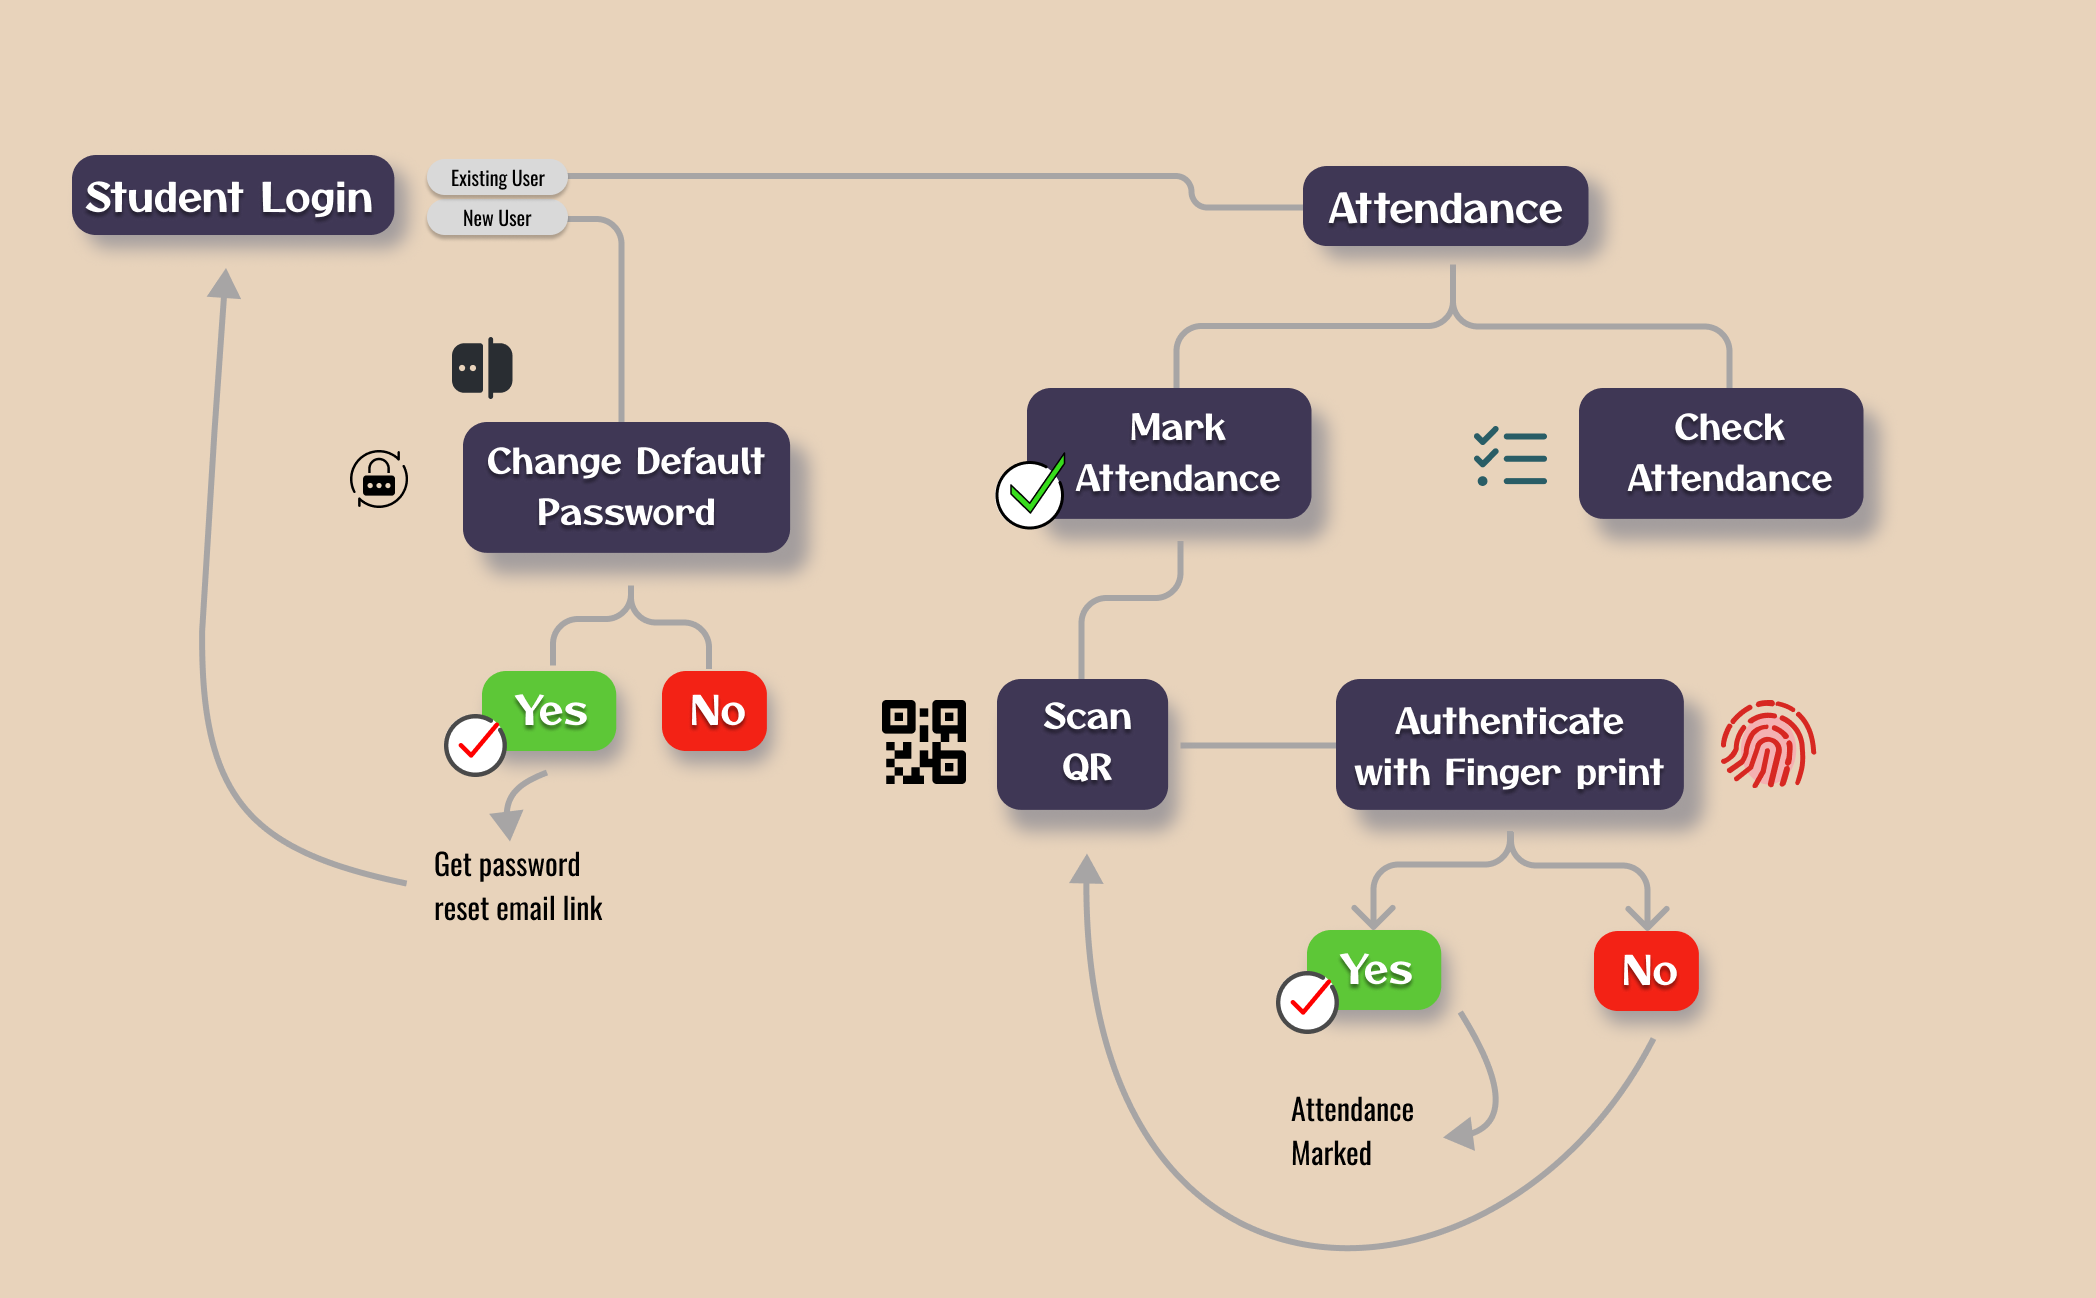 Student Login
Existing User
New User
Attendance
Change Default
Password
Mark
Attendance
Check
Attendance
Yes
No
Get password
reset email link
Scan
QR
Authenticate
with Finger print
Yes
No
Attendance
Marked